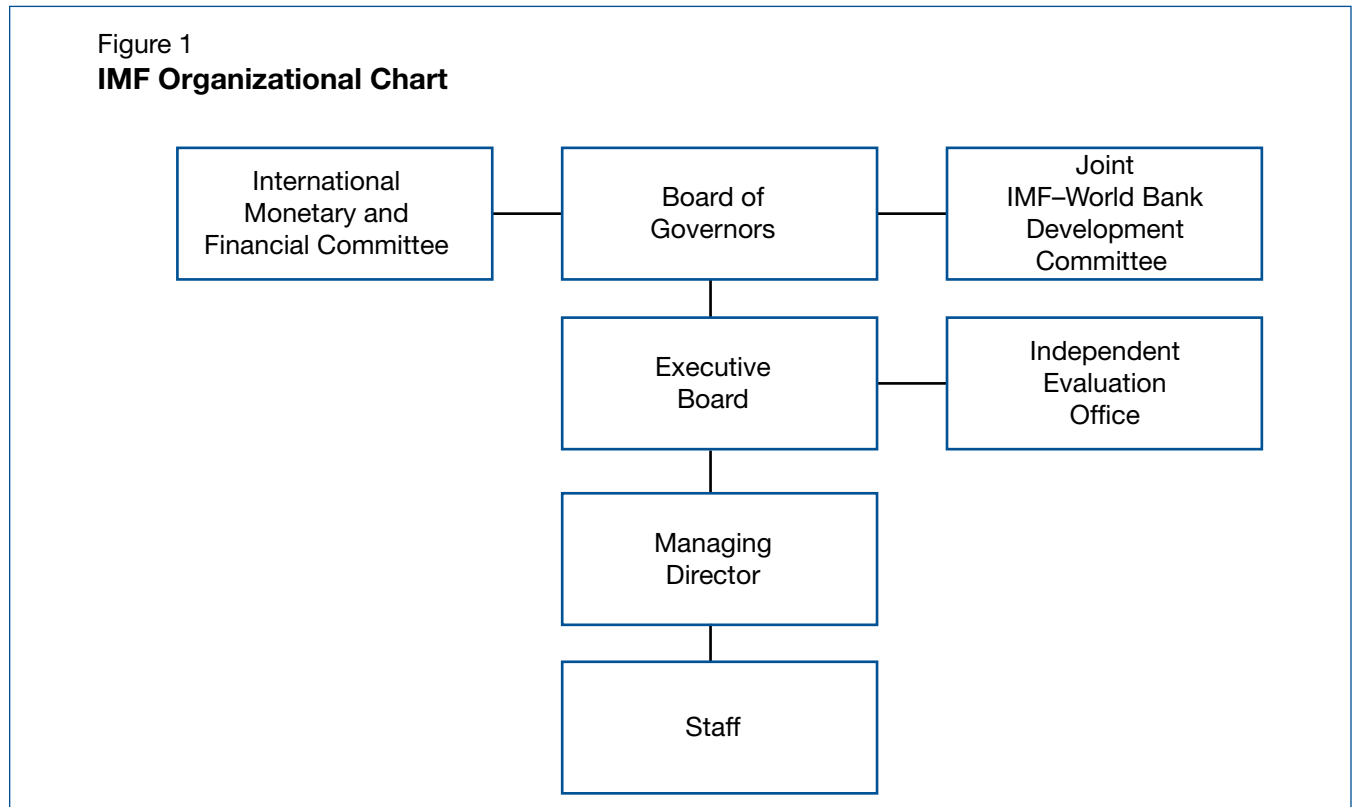 Figure 1
IMF Organizational Chart
International
Monetary and
Financial Committee
Board of
Governors
Joint
IMF–World Bank
Development
Committee
Executive
Board
Independent
Evaluation
Office
Managing
Director
Staff